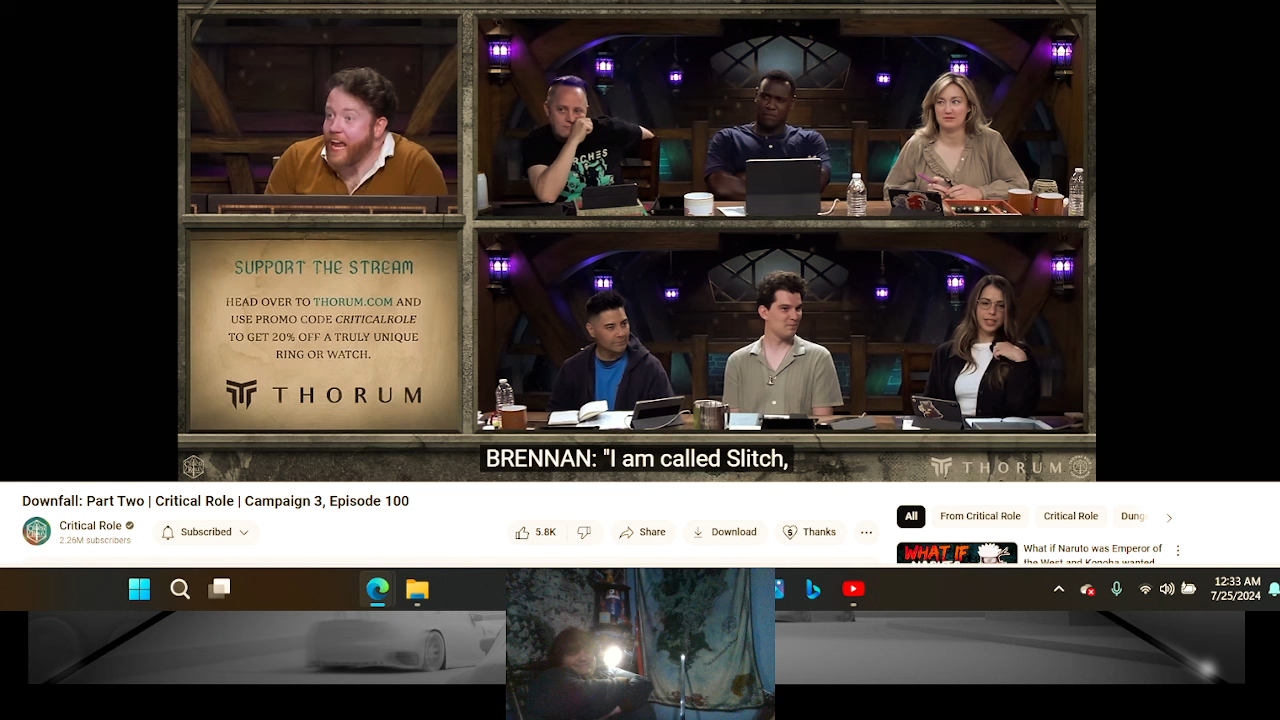 RCHES
SUPPORT THE STREAM
HEAD OVER TO THORUM.COM AND
USE PROMO CODE CRITICALROLE
TO GET 20% OFF A TRULY UNIQUE
RING OR WATCH.
THORUM
BRENNAN: "I am called Slitch,
THORUM
Downfall: Part Two | Critical Role | Campaign 3, Episode 100
Critical Role
2.26M subscribers
Subscribed
5.8K
Share
Download
Thanks
All
From Critical Role
Critical Role
Dung
WHAT IF
What if Naruto was Emperor of
the West and Konoha wanted
12:33 AM
7/25/2024